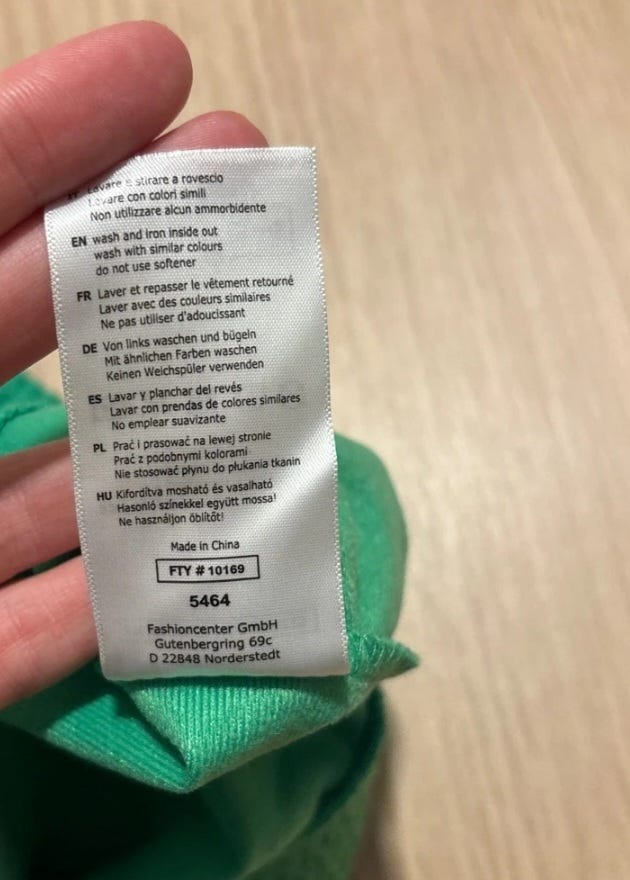 Lavare e stirare a rovescio
Lavare con colori simili
Non utilizzare alcun ammorbidente
EN wash and iron inside out
wash with similar colours
do not use softener
FR Laver et repasser le vêtement retourné
Laver avec des couleurs similaires
Ne pas utiliser d'adoucissant
DE Von links waschen und bügeln
Mit ähnlichen Farben waschen
Keinen Weichspüler verwenden
ES Lavar y planchar del revés
Lavar con prendas de colores similares
No emplear suavizante
PL Prać i prasować na lewej stronie
Prać z podobnymi kolorami
Nie stosować płynu do płukania tkanin
HU Kifordítva mosható és vasalható
Hasonló színekkel együtt mossa!
Ne használjon öblítőt!
Made in China
FTY # 10169
5464
Fashioncenter GmbH
Gutenbergring 69c
D 22848 Norderstedt